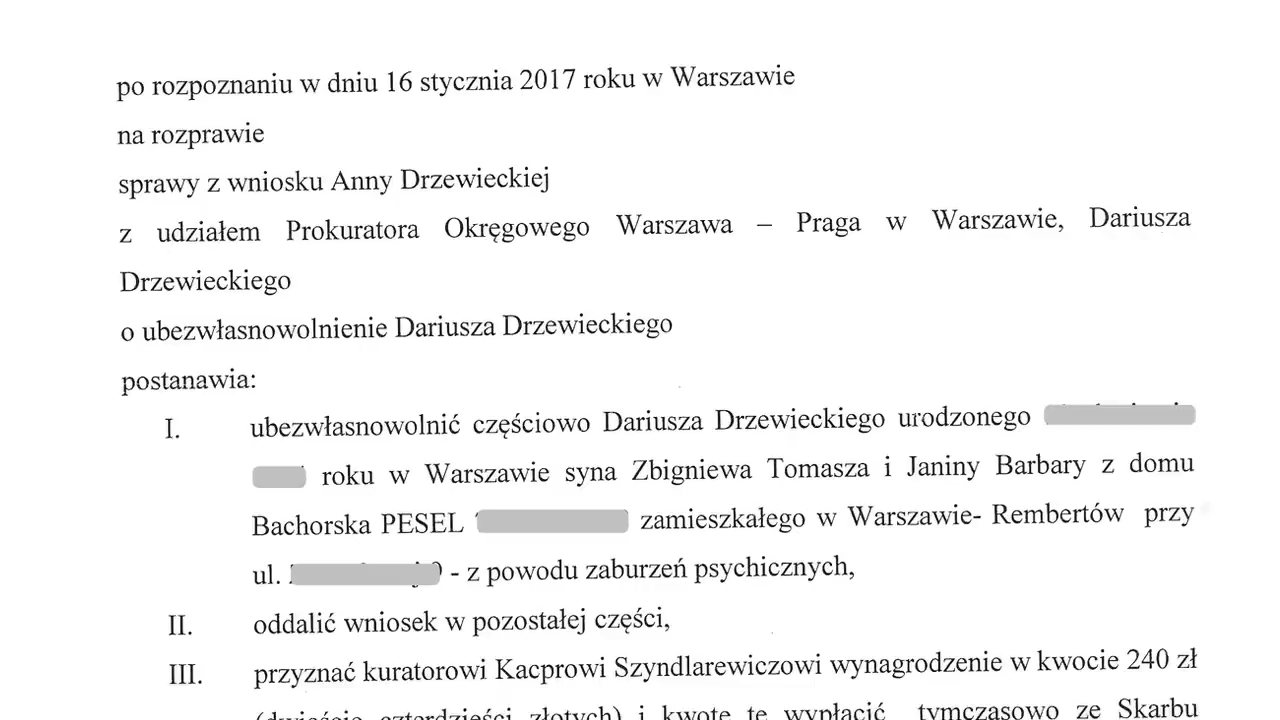 po rozpoznaniu w dniu 16 stycznia 2017 roku w Warszawie
na rozprawie
sprawy z wniosku Anny Drzewieckiej
z udziałem Prokuratora Okręgowego Warszawa – Praga w Warszawie, Dariusza
Drzewieckiego
o ubezwłasnowolnienie Dariusza Drzewieckiego
postanawia:
I. ubezwłasnowolnić częściowo Dariusza Drzewieckiego urodzonego
roku w Warszawie syna Zbigniewa Tomasza i Janiny Barbary z domu
Bachorska PESEL zamieszkałego w Warszawie- Rembertów przy
ul. - z powodu zaburzeń psychicznych,
II. oddalić wniosek w pozostałej części,
III. przyznać kuratorowi Kacprowi Szyndlarewiczowi wynagrodzenie w kwocie 240 zł
(dwieście czterdzieści złotych) i kwotę tę wypłacić tymczasowo ze Skarbu